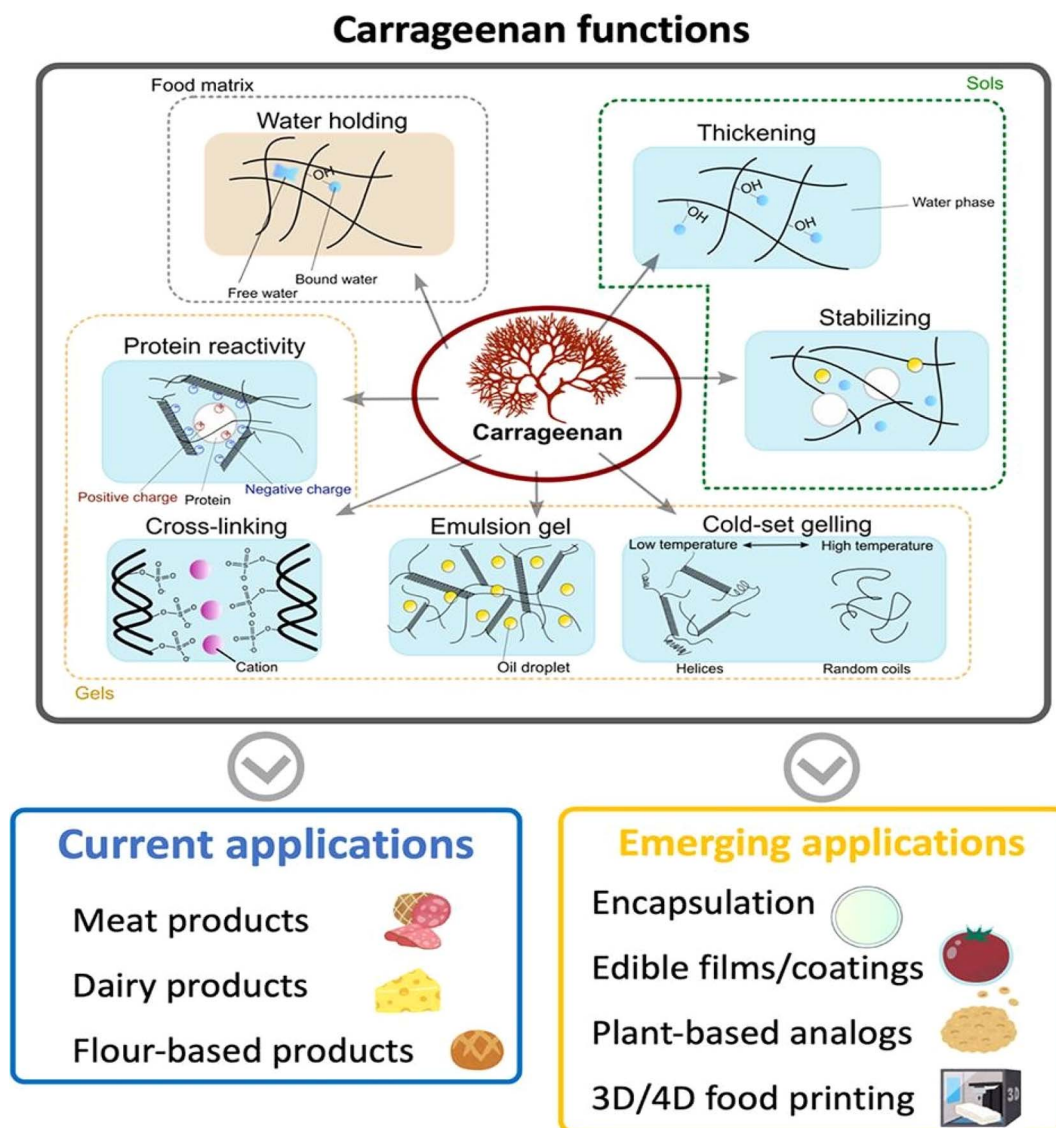 Carrageenan functions
Food matrix
Sols
Water holding
OH
Free water
Bound water
Thickening
OH
OH
OH
Water phase
Protein reactivity
Positive charge
Protein
Negative charge
Carrageenan
Stabilizing
Cross-linking
Cation
Emulsion gel
Oil droplet
Cold-set gelling
Low temperature
High temperature
Helices
Random coils
Gels
Current applications
Meat products
Dairy products
Flour-based products
Emerging applications
Encapsulation
Edible films/coatings
Plant-based analogs
3D/4D food printing
3D